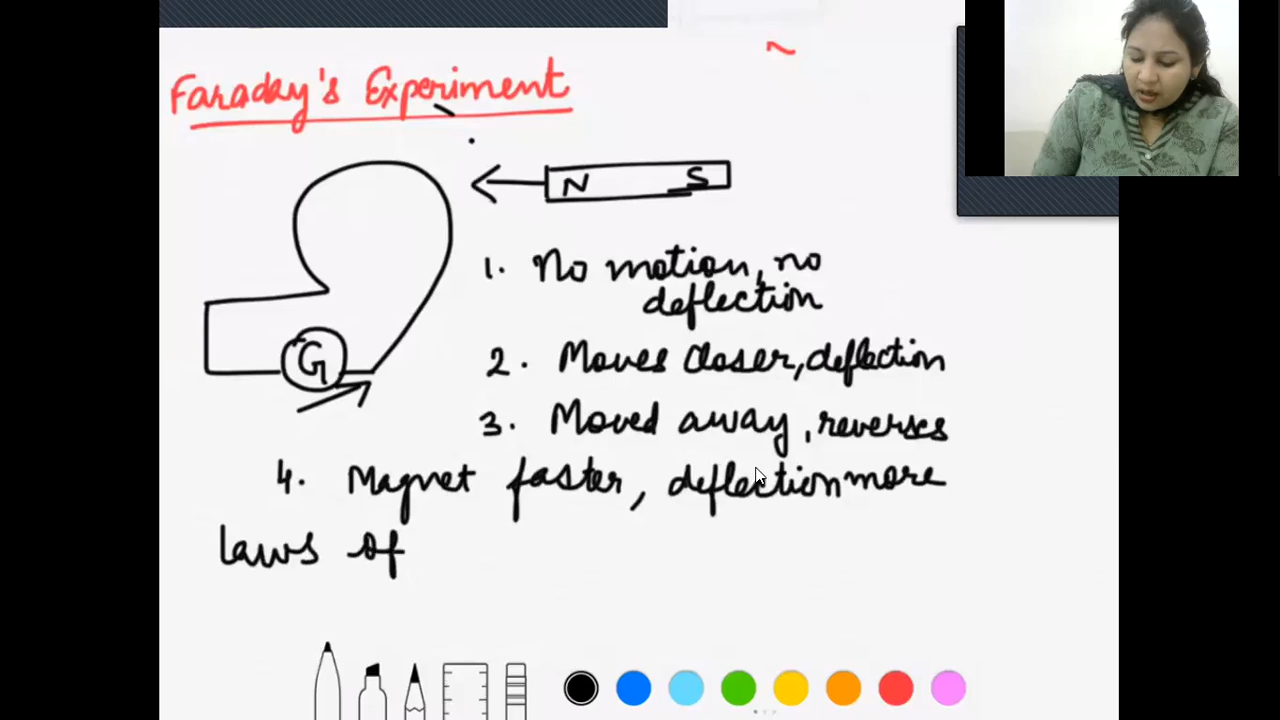 Faraday's Experiment
N S
1. No motion, no
deflection
G
2. Moves closer, deflection
3. Moved away, reverses
4. Magnet faster, deflection more
Laws of